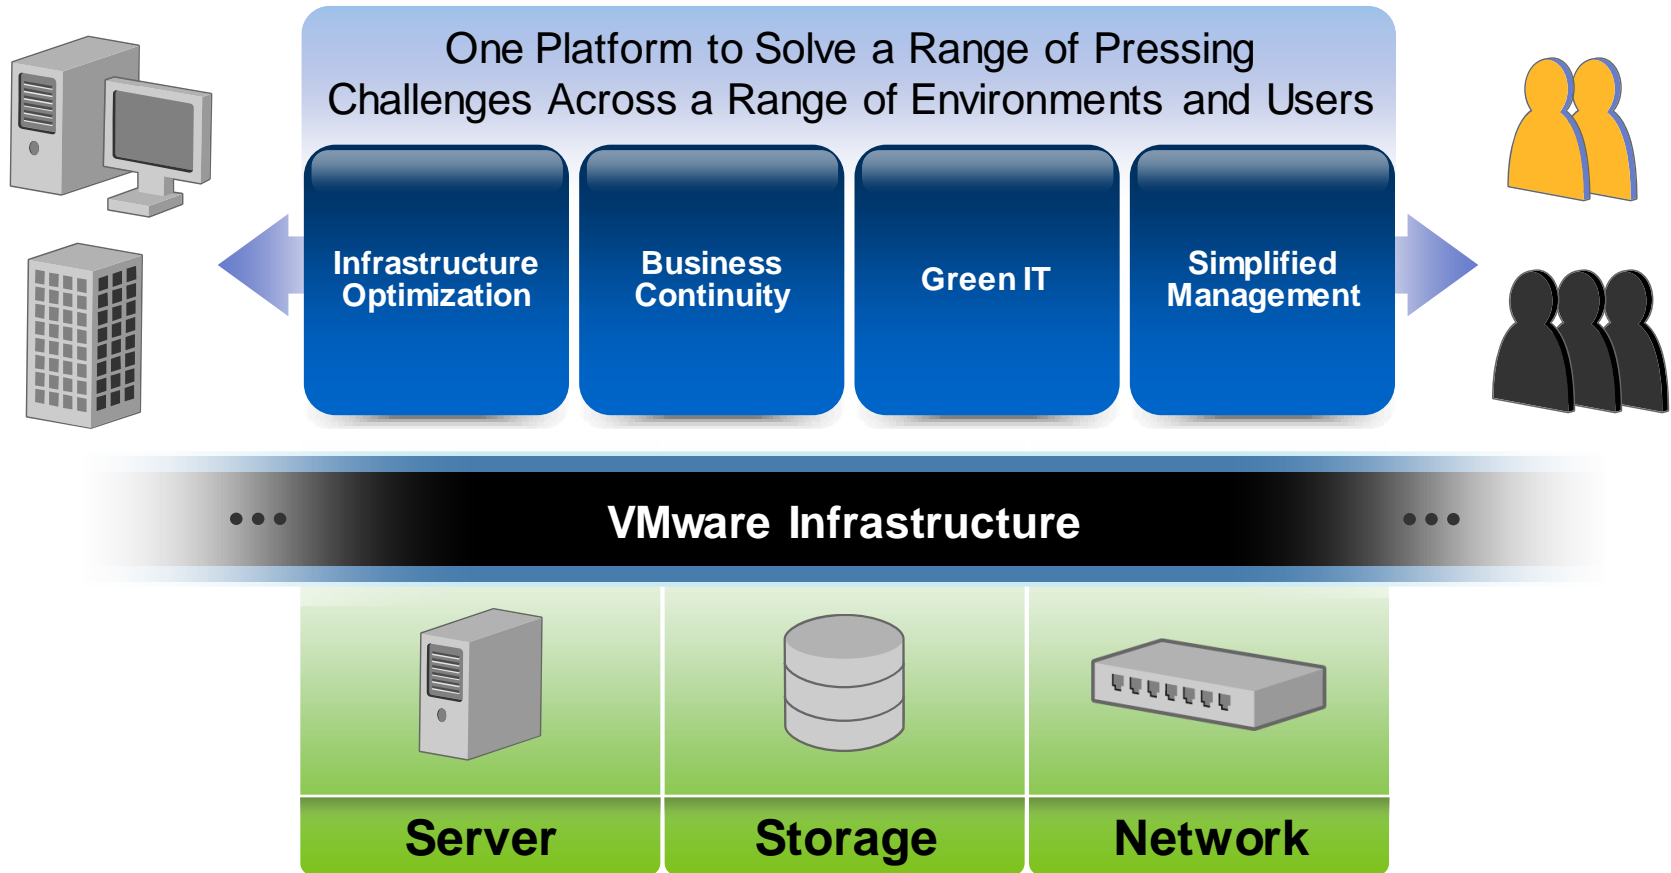 One Platform to Solve a Range of Pressing
Challenges Across a Range of Environments and Users
Infrastructure
Optimization
Business
Continuity
Green IT
Simplified
Management
... VMware Infrastructure ...
Server Storage Network